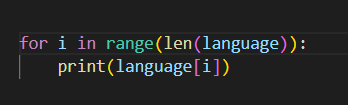 for i in range(len(language)):
    print(language[i])